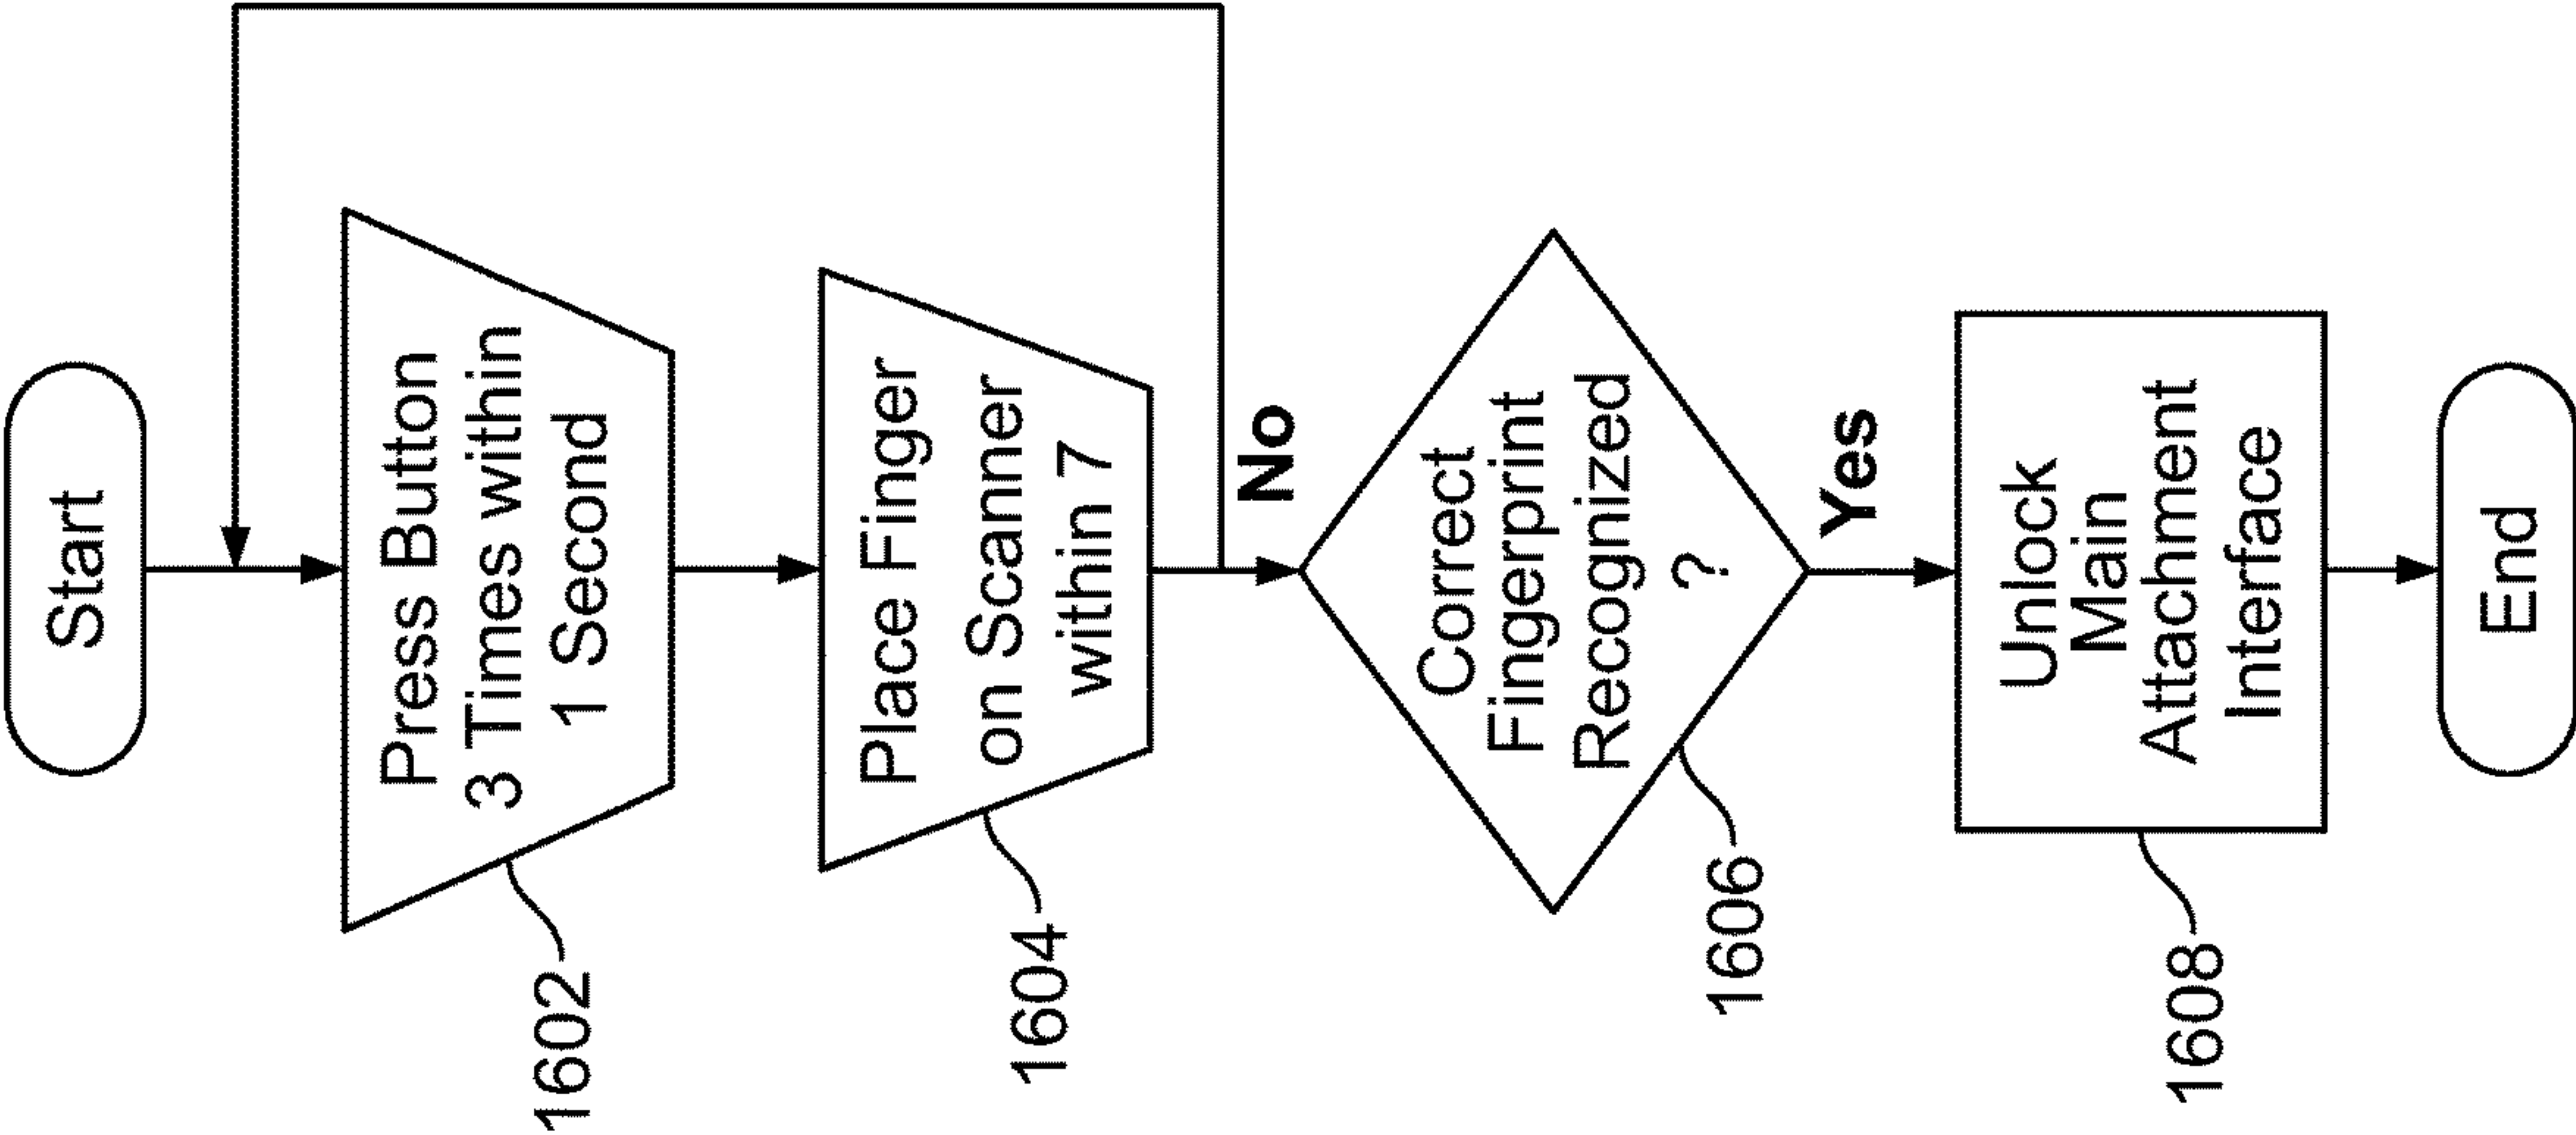 Start
Press Button
3 Times within
1 Second
1602
Place Finger
on Scanner
within 7
1604
No
Correct
Fingerprint
Recognized
?
1606
Yes
Unlock
Main
Attachment
Interface
1608
End